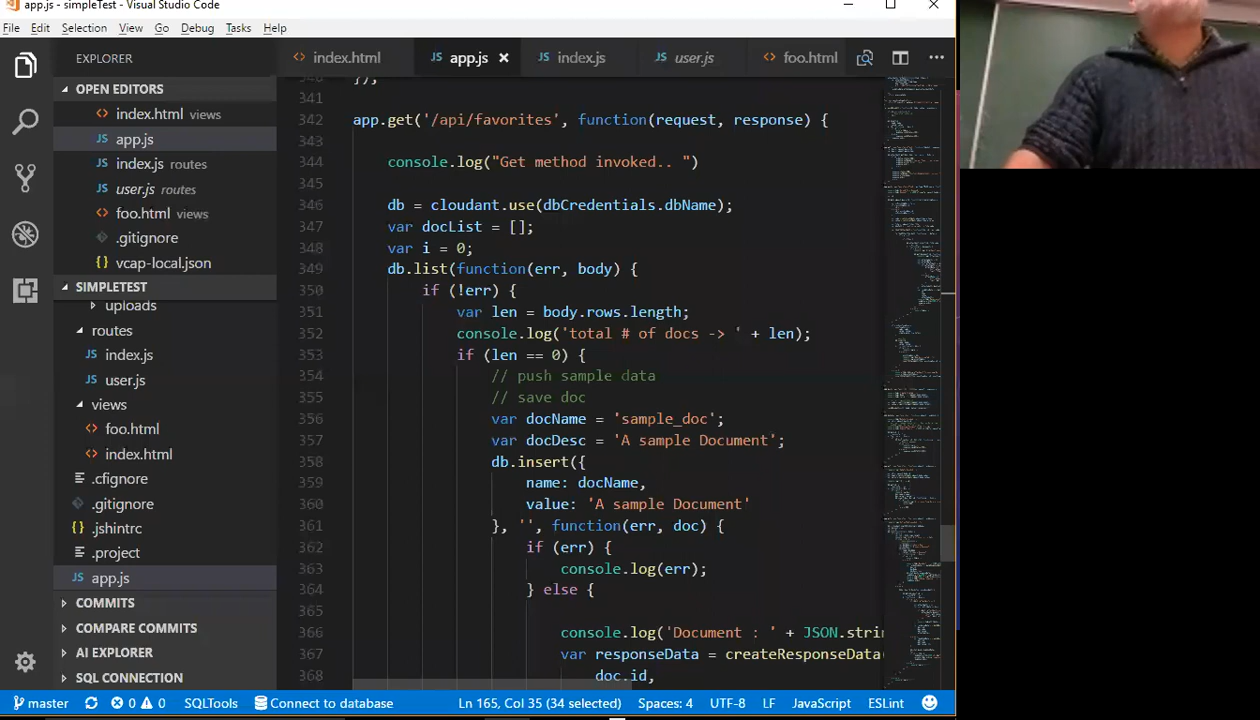 app.js - simpleTest - Visual Studio Code
File Edit Selection View Go Debug Tasks Help
EXPLORER
index.html app.js index.js user.js foo.html
OPEN EDITORS
index.html views
app.js
index.js routes
user.js routes
foo.html views
.gitignore
vcap-local.json
SIMPLETEST
uploads
routes
index.js
user.js
views
foo.html
index.html
.cfignore
.gitignore
.jshintrc
.project
app.js
COMMITS
COMPARE COMMITS
AI EXPLORER
SQL CONNECTION
340 });
341
342 app.get('/api/favorites', function(request, response) {
343
344 console.log("Get method invoked.. ")
345
346 db = cloudant.use(dbCredentials.dbName);
347 var docList = [];
348 var i = 0;
349 db.list(function(err, body) {
350 if (!err) {
351 var len = body.rows.length;
352 console.log('total # of docs -> ' + len);
353 if (len == 0) {
354 // push sample data
355 // save doc
356 var docName = 'sample_doc';
357 var docDesc = 'A sample Document';
358 db.insert({
359 name: docName,
360 value: 'A sample Document'
361 }, '', function(err, doc) {
362 if (err) {
363 console.log(err);
364 } else {
365
366 console.log('Document : ' + JSON.strin
367 var responseData = createResponseData(
368 doc.id,
master 0 0 SQLTools Connect to database Ln 165, Col 35 (34 selected) Spaces: 4 UTF-8 LF JavaScript ESLint